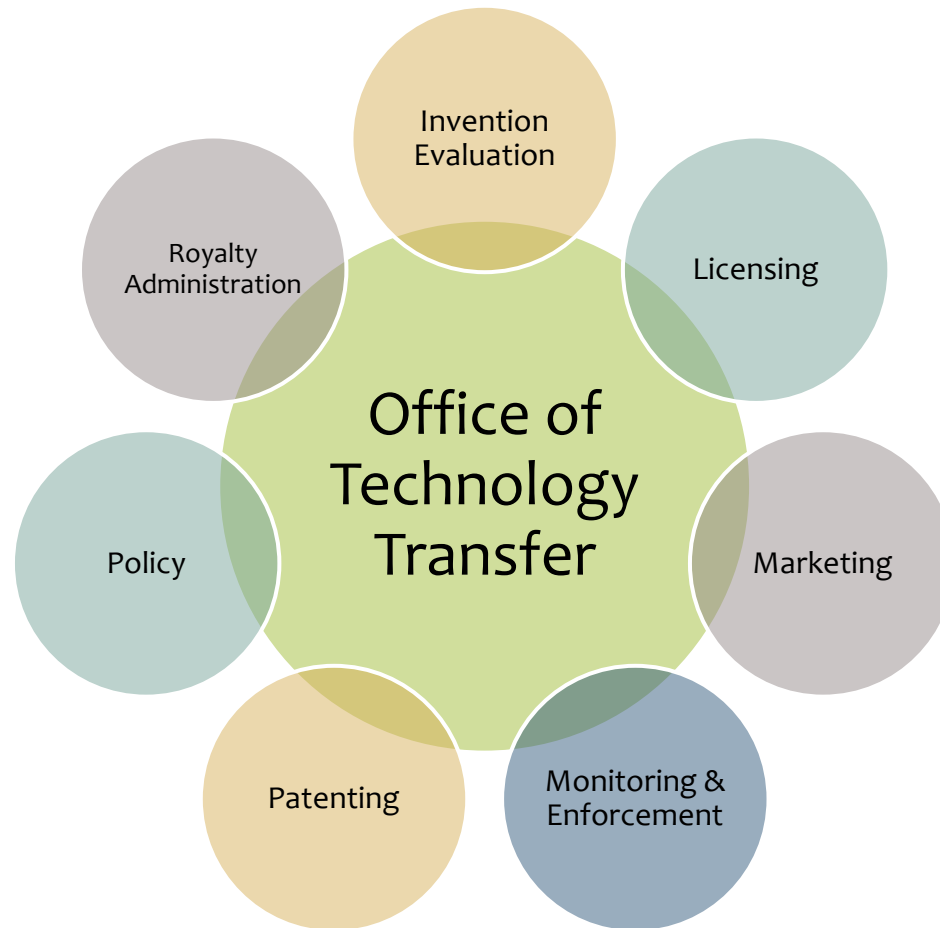 Invention
Evaluation
Licensing
Marketing
Monitoring &
Enforcement
Patenting
Policy
Royalty
Administration
Office of
Technology
Transfer